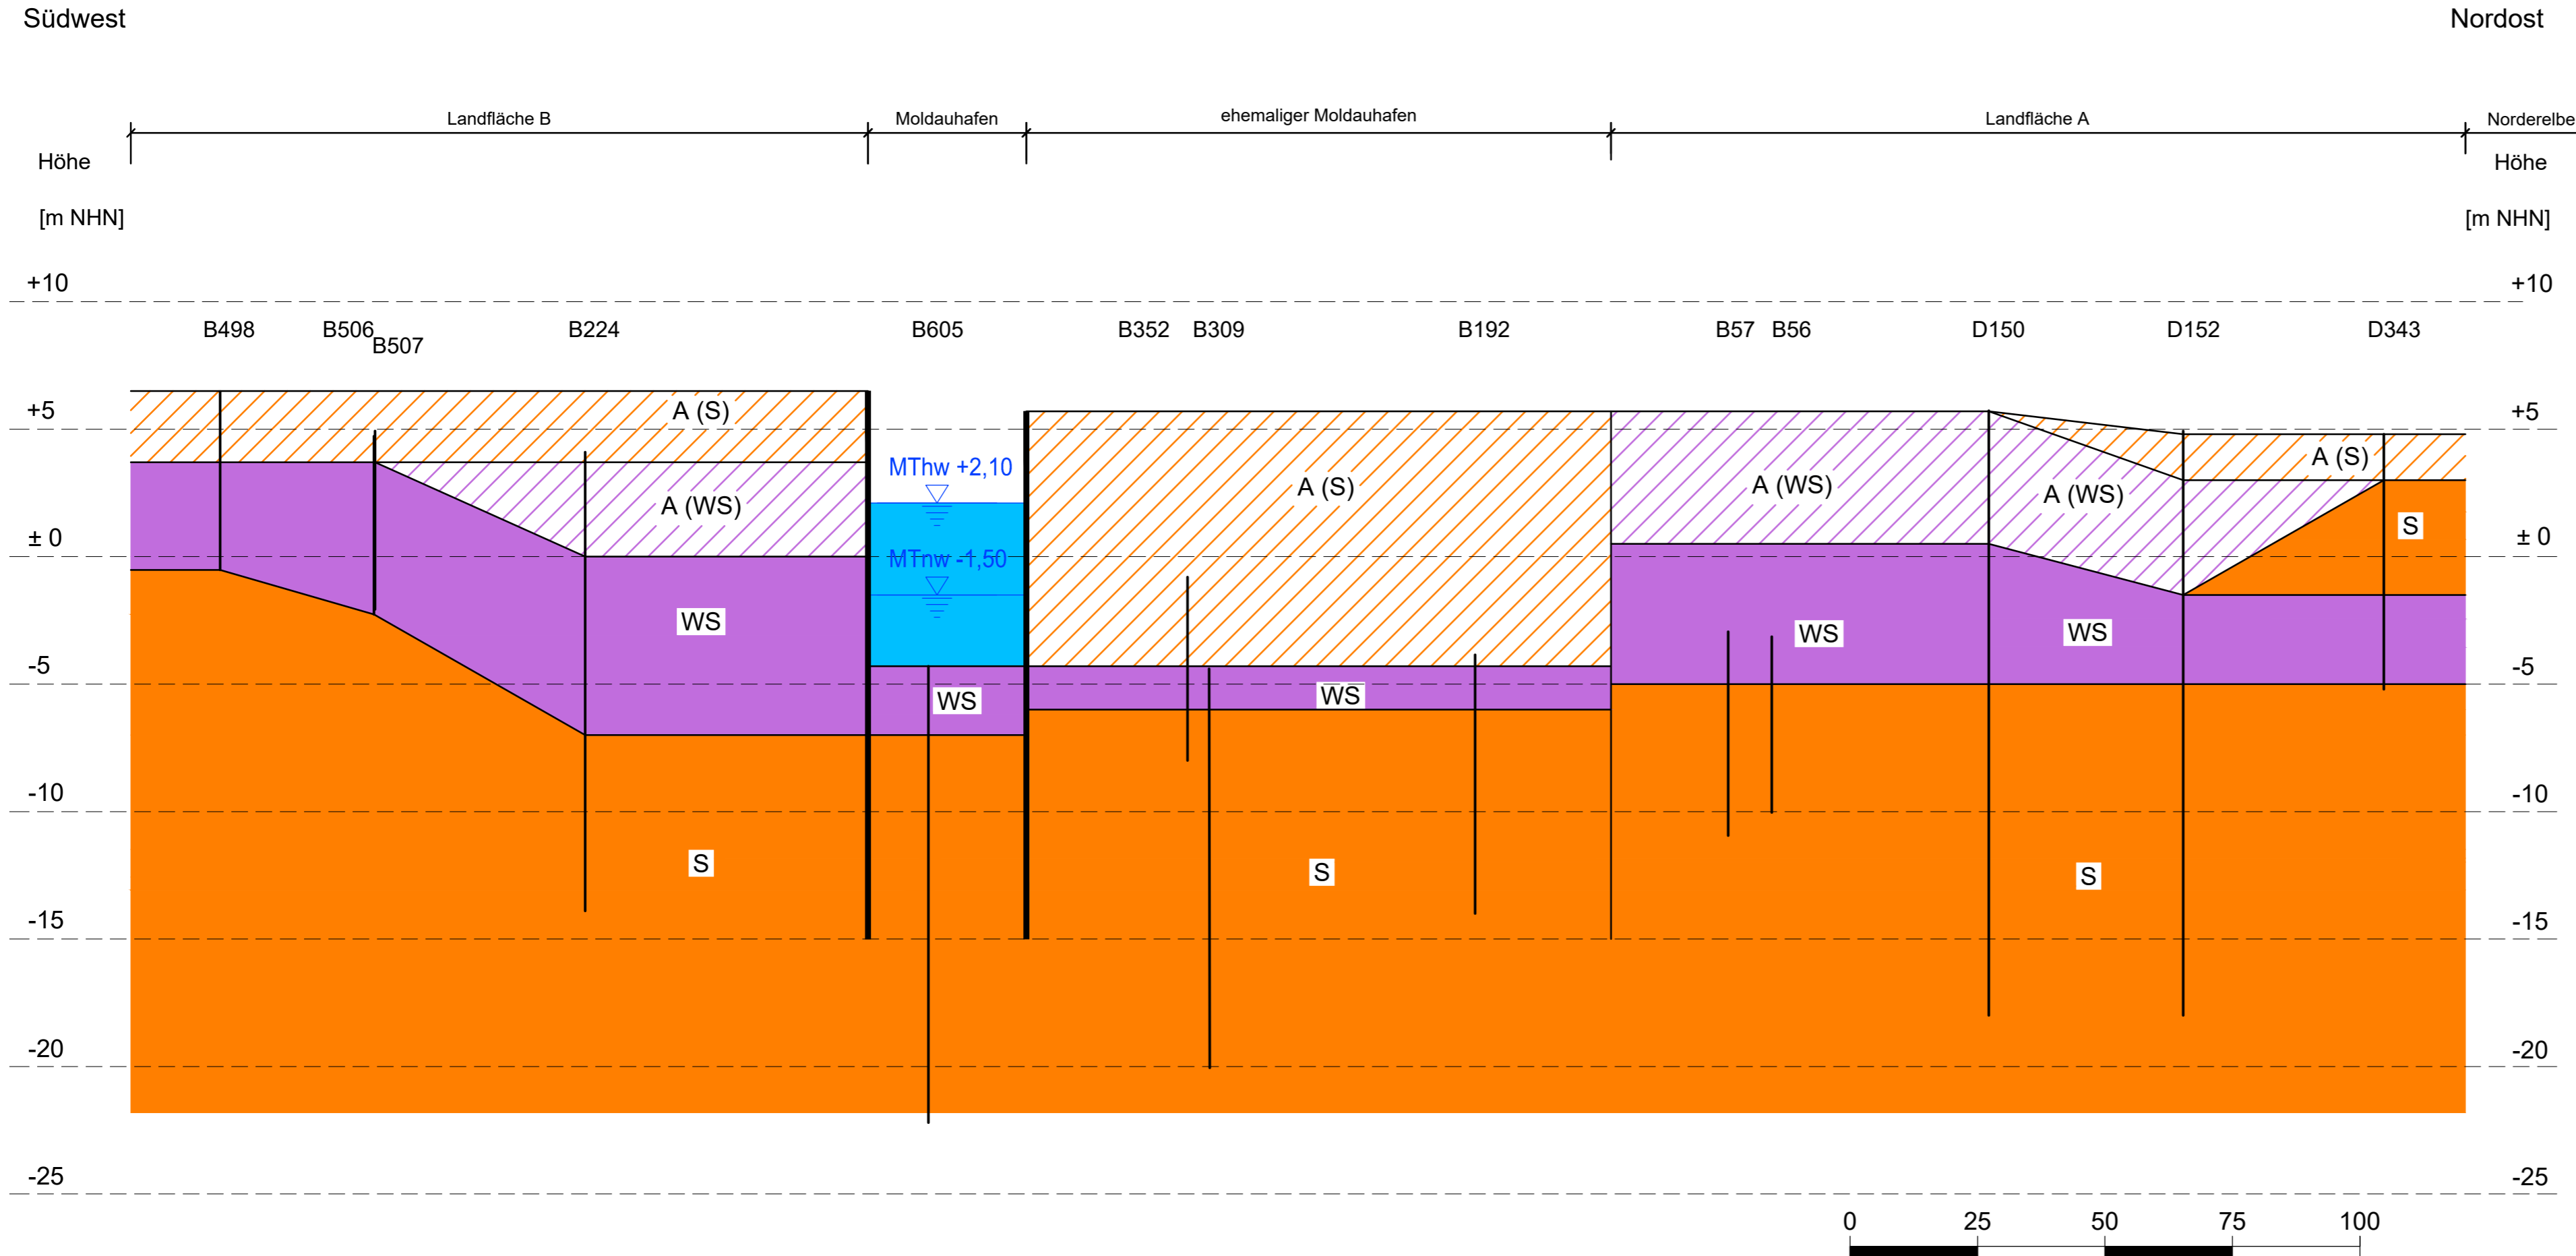 Südwest
Nordost
Landfläche B
Moldauhafen
ehemaliger Moldauhafen
Landfläche A
Norderelbe
Höhe
Höhe
[m NHN]
[m NHN]
+10
+10
B498
B506
B507
B224
B605
B352
B309
B192
B57
B56
D150
D152
D343
+5
A (S)
+5
MThw +2,10
A (S)
A (S)
A (WS)
A (WS)
A (WS)
± 0
S
± 0
MTnw -1,50
WS
WS
WS
-5
-5
WS
WS
-10
-10
S
S
S
-15
-15
-20
-20
-25
-25
0 25 50 75 100